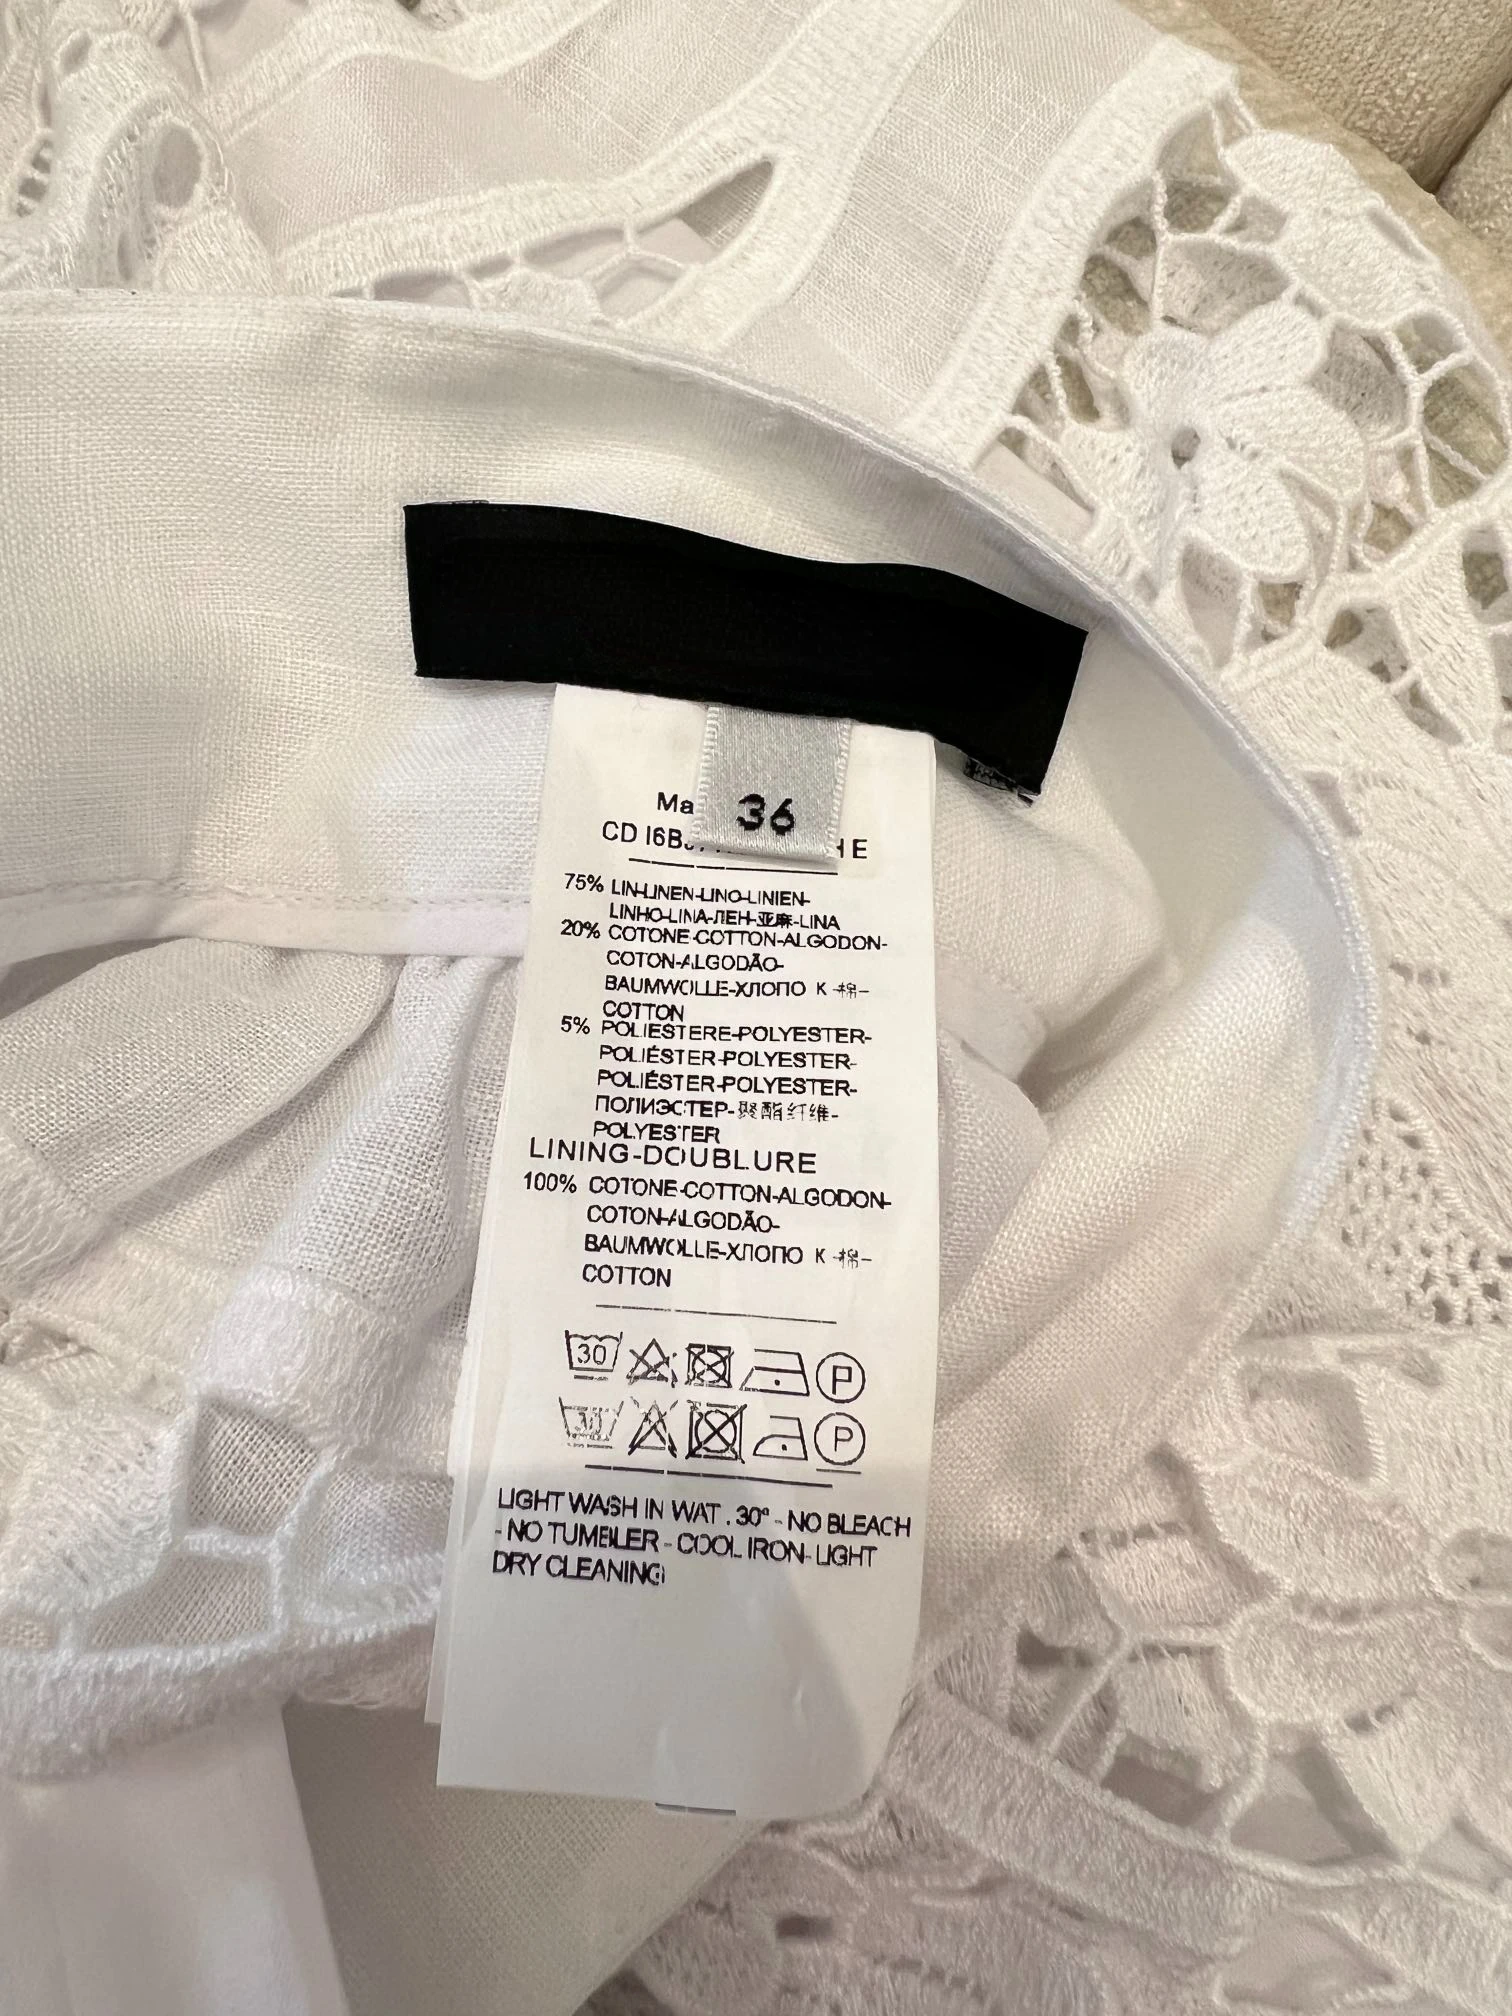 36
Ma
CD I6B HE
75% LIN-LINEN-LINO-LINIEN-
LINHO-LINA-ЛЕН-亚麻-LINA
20% COTONE-COTTON-ALGODON-
COTON-ALGODÃO-
BAUMWOLLE-ХЛОПО К-棉-
COTTON
5% POLIESTERE-POLYESTER-
POLIÉSTER-POLYESTER-
POLIÉSTER-POLYESTER-
ПОЛИЭСТЕР-聚酯纤维-
POLYESTER
LINING-DOUBLURE
100% COTONE-COTTON-ALGODON-
COTON-ALGODÃO-
BAUMWOLLE-ХЛОПО К-棉-
COTTON
30 P
30 P
LIGHT WASH IN WAT . 30° - NO BLEACH
- NO TUMBLER - COOL IRON- LIGHT
DRY CLEANING